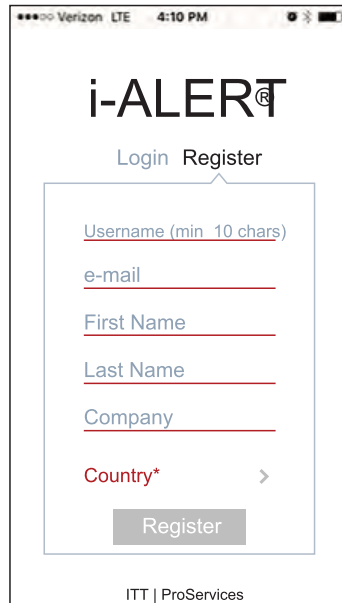 Verizon LTE 4:10 PM
i-ALERT®
Login Register
Username (min 10 chars)
e-mail
First Name
Last Name
Company
Country*
Register
ITT | ProServices